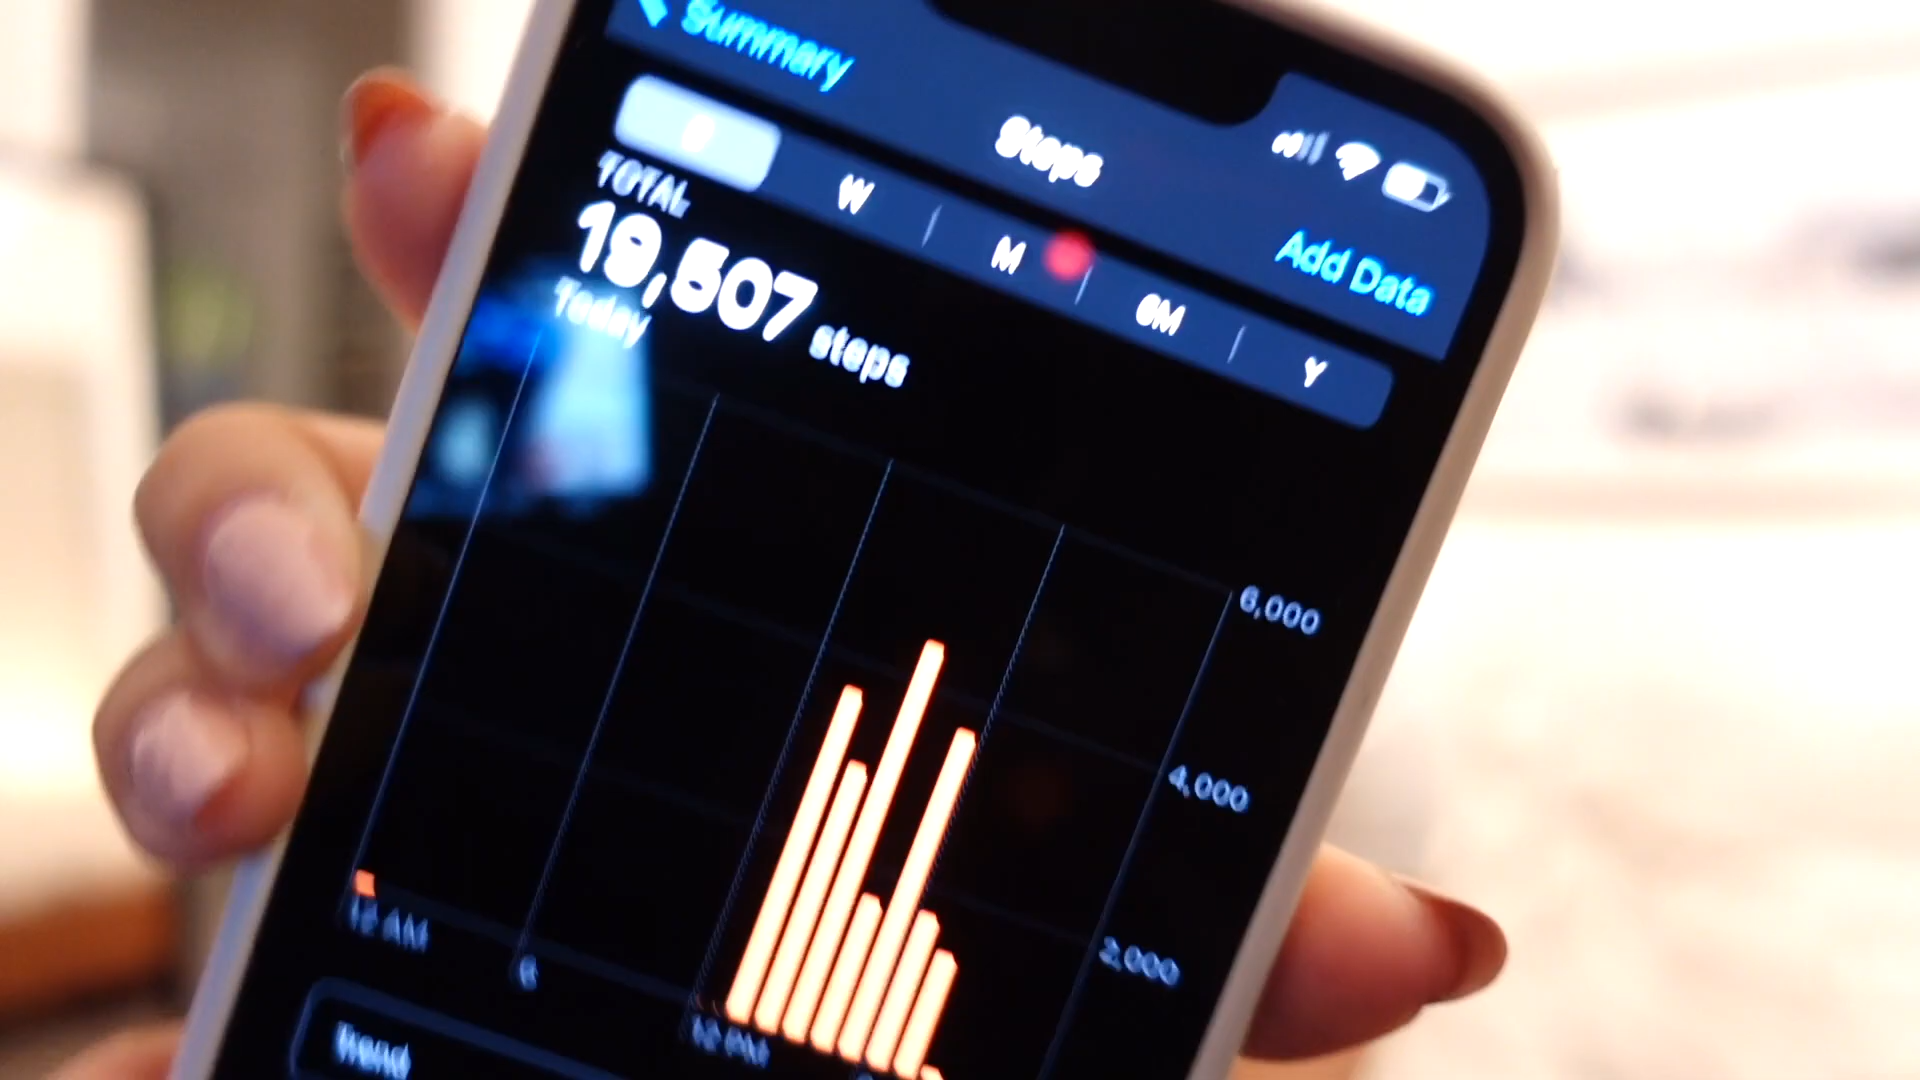 Summary
Steps
Add Data
D
W
M
6M
Y
TOTAL
19,507 steps
Today
6,000
4,000
2,000
12 AM
6
12 PM
Trend